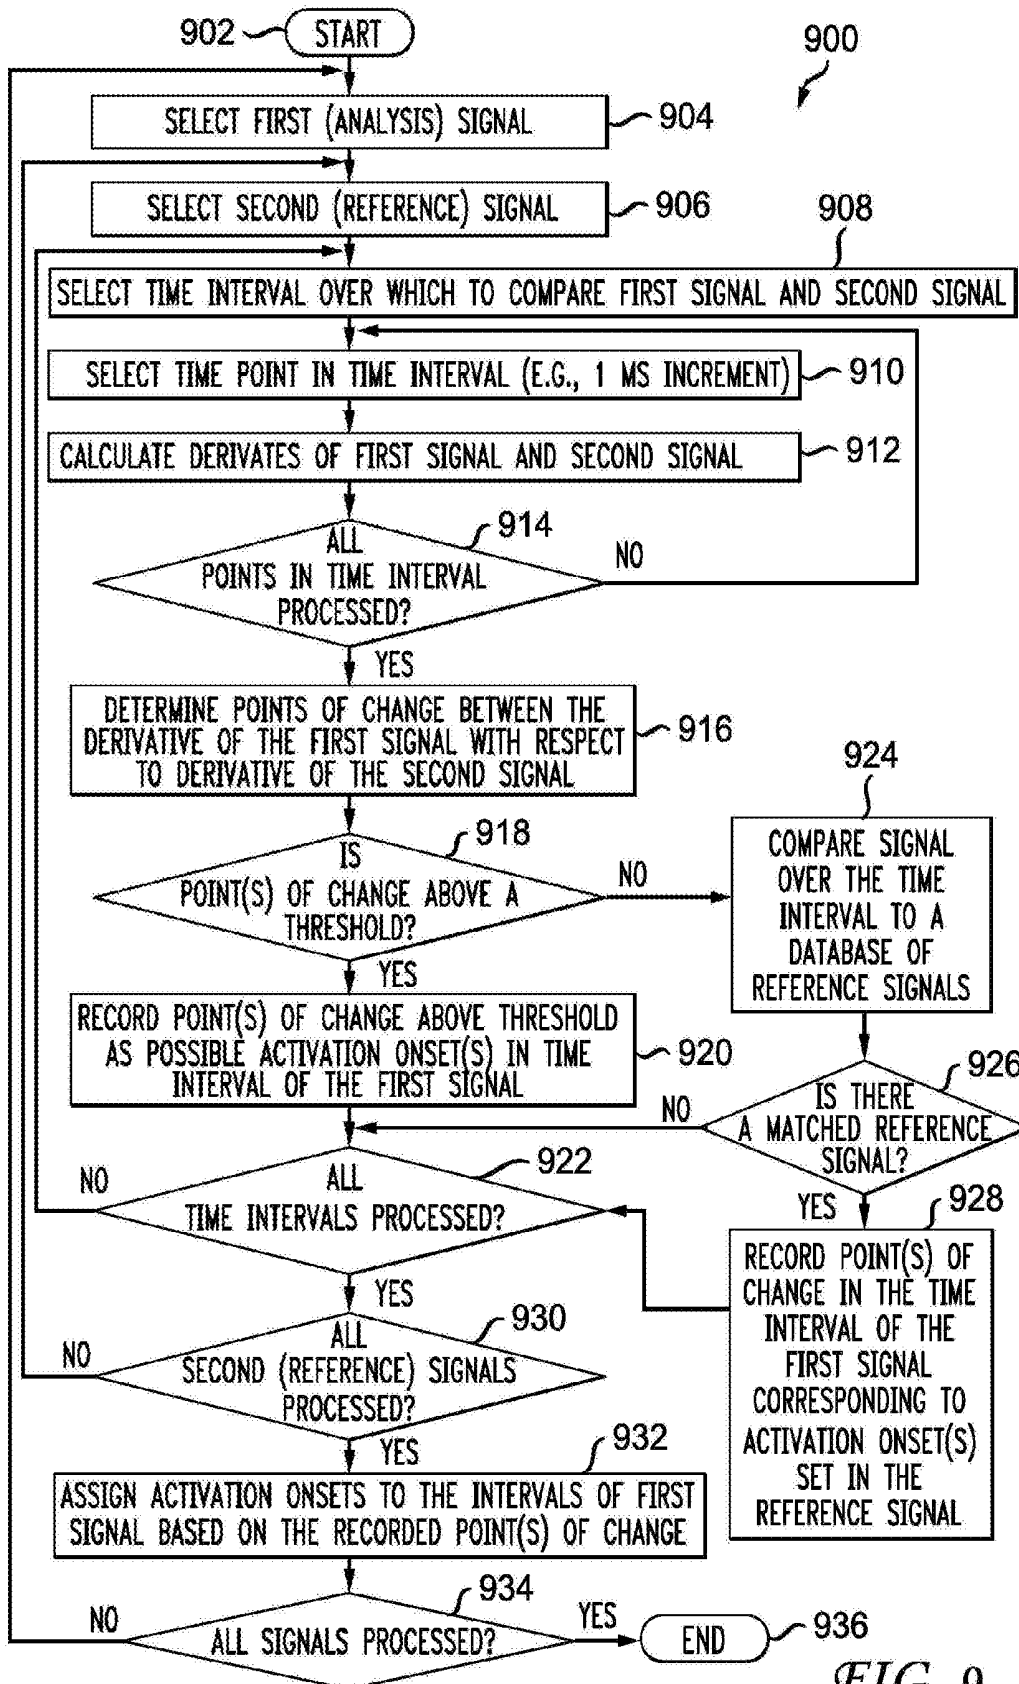 902
START
900
SELECT FIRST (ANALYSIS) SIGNAL
904
SELECT SECOND (REFERENCE) SIGNAL
906
908
SELECT TIME INTERVAL OVER WHICH TO COMPARE FIRST SIGNAL AND SECOND SIGNAL
SELECT TIME POINT IN TIME INTERVAL (E.G., 1 MS INCREMENT)
910
CALCULATE DERIVATES OF FIRST SIGNAL AND SECOND SIGNAL
912
914
ALL
POINTS IN TIME INTERVAL
PROCESSED?
NO
YES
DETERMINE POINTS OF CHANGE BETWEEN THE
DERIVATIVE OF THE FIRST SIGNAL WITH RESPECT
TO DERIVATIVE OF THE SECOND SIGNAL
916
918
IS
POINT(S) OF CHANGE ABOVE A
THRESHOLD?
NO
YES
924
COMPARE SIGNAL
OVER THE TIME
INTERVAL TO A
DATABASE OF
REFERENCE SIGNALS
RECORD POINT(S) OF CHANGE ABOVE THRESHOLD
AS POSSIBLE ACTIVATION ONSET(S) IN TIME
INTERVAL OF THE FIRST SIGNAL
920
926
IS THERE
A MATCHED REFERENCE
SIGNAL?
NO
YES
922
ALL
TIME INTERVALS PROCESSED?
NO
YES
928
RECORD POINT(S) OF
CHANGE IN THE TIME
INTERVAL OF THE
FIRST SIGNAL
CORRESPONDING TO
ACTIVATION ONSET(S)
SET IN THE
REFERENCE SIGNAL
930
ALL
SECOND (REFERENCE) SIGNALS
PROCESSED?
NO
YES
932
ASSIGN ACTIVATION ONSETS TO THE INTERVALS OF FIRST
SIGNAL BASED ON THE RECORDED POINT(S) OF CHANGE
934
ALL SIGNALS PROCESSED?
NO
YES
END
936
FIG. 9